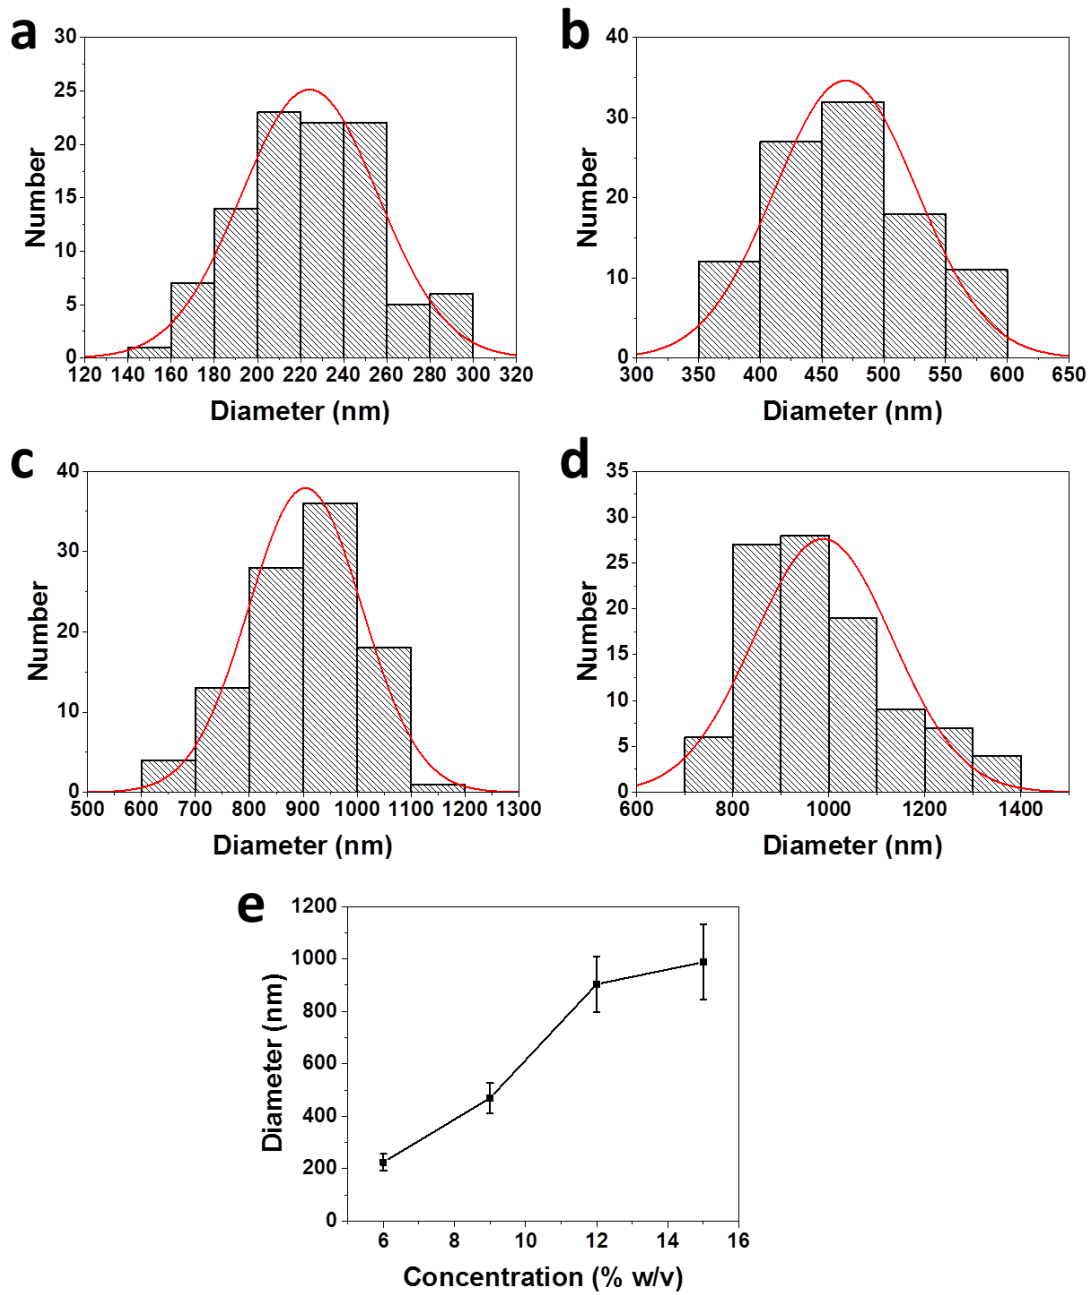 a
30
25
20
15
10
5
0
Number
120 140 160 180 200 220 240 260 280 300 320
Diameter (nm)
b
40
30
20
10
0
Number
300 350 400 450 500 550 600 650
Diameter (nm)
c
40
30
20
10
0
Number
500 600 700 800 900 1000 1100 1200 1300
Diameter (nm)
d
35
30
25
20
15
10
5
0
Number
600 800 1000 1200 1400
Diameter (nm)
e
1200
1000
800
600
400
200
0
Diameter (nm)
6 8 10 12 14 16
Concentration (% w/v)